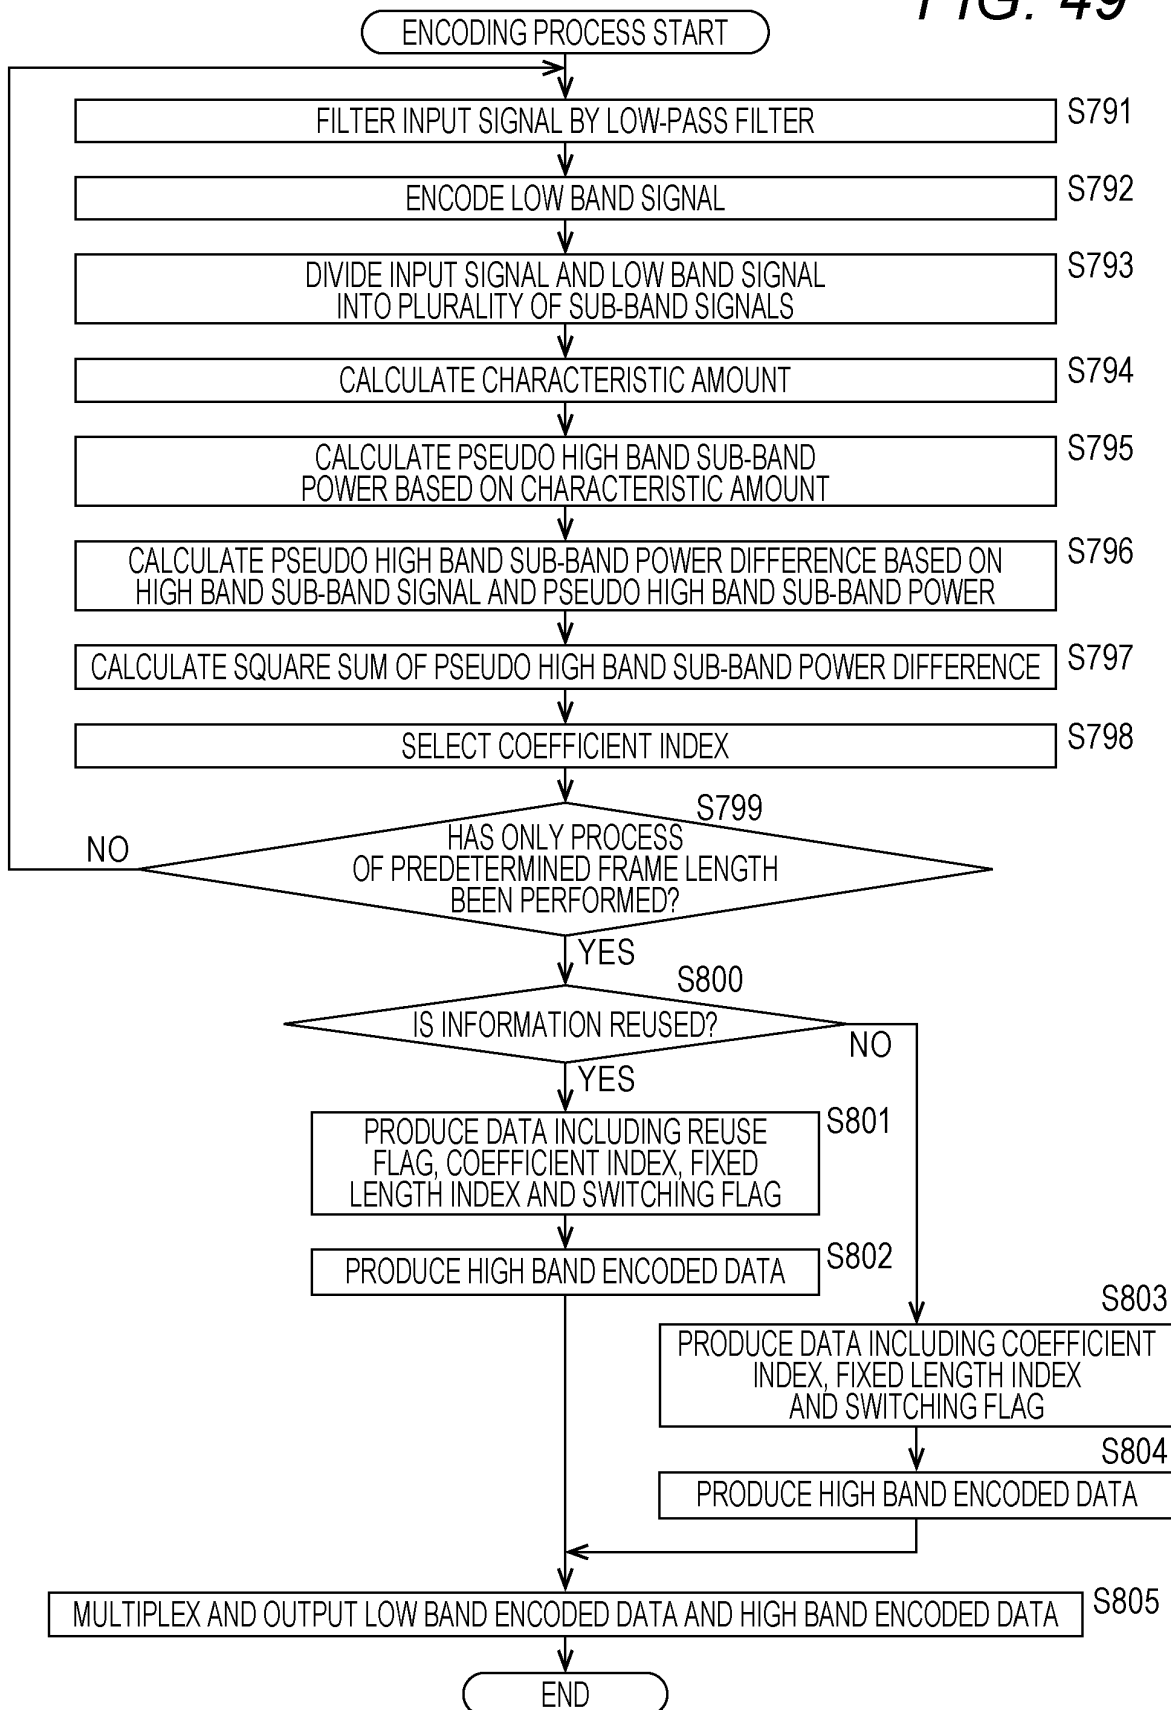 FIG. 49
ENCODING PROCESS START
FILTER INPUT SIGNAL BY LOW-PASS FILTER
S791
ENCODE LOW BAND SIGNAL
S792
DIVIDE INPUT SIGNAL AND LOW BAND SIGNAL
INTO PLURALITY OF SUB-BAND SIGNALS
S793
CALCULATE CHARACTERISTIC AMOUNT
S794
CALCULATE PSEUDO HIGH BAND SUB-BAND
POWER BASED ON CHARACTERISTIC AMOUNT
S795
CALCULATE PSEUDO HIGH BAND SUB-BAND POWER DIFFERENCE BASED ON
HIGH BAND SUB-BAND SIGNAL AND PSEUDO HIGH BAND SUB-BAND POWER
S796
CALCULATE SQUARE SUM OF PSEUDO HIGH BAND SUB-BAND POWER DIFFERENCE
S797
SELECT COEFFICIENT INDEX
S798
S799
HAS ONLY PROCESS
OF PREDETERMINED FRAME LENGTH
BEEN PERFORMED?
NO
YES
S800
IS INFORMATION REUSED?
NO
YES
S801
PRODUCE DATA INCLUDING REUSE
FLAG, COEFFICIENT INDEX, FIXED
LENGTH INDEX AND SWITCHING FLAG
PRODUCE HIGH BAND ENCODED DATA
S802
S803
PRODUCE DATA INCLUDING COEFFICIENT
INDEX, FIXED LENGTH INDEX
AND SWITCHING FLAG
S804
PRODUCE HIGH BAND ENCODED DATA
MULTIPLEX AND OUTPUT LOW BAND ENCODED DATA AND HIGH BAND ENCODED DATA
S805
END